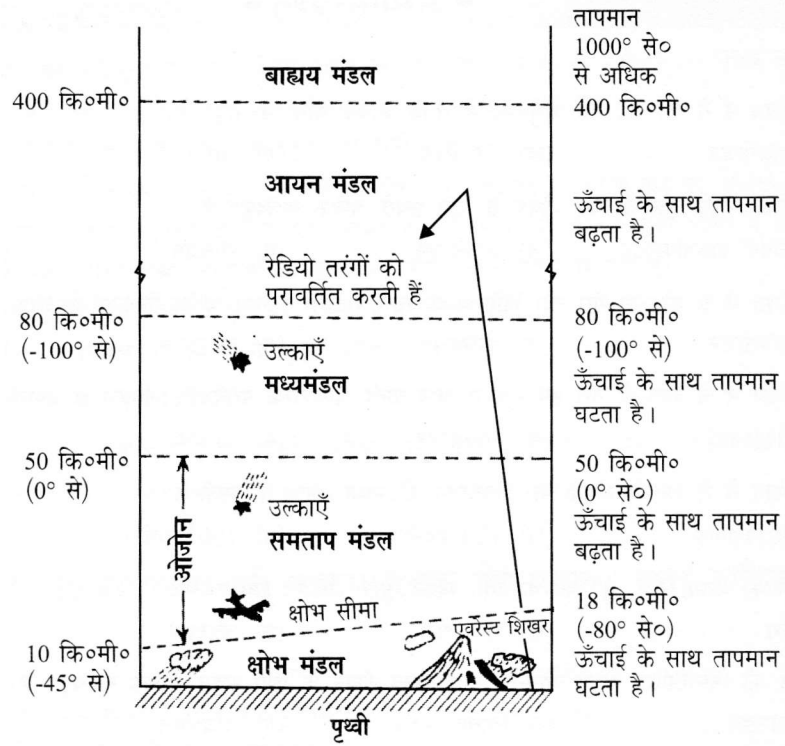 तापमान
1000° से०
से अधिक
बाह्यय मंडल
400 कि०मी०
400 कि०मी०
आयन मंडल
ऊँचाई के साथ तापमान
बढ़ता है।
रेडियो तरंगों को
परावर्तित करती हैं
80 कि०मी०
(-100° से)
80 कि०मी०
(-100° से)
उल्काएँ
मध्यमंडल
ऊँचाई के साथ तापमान
घटता है।
50 कि०मी०
(0° से)
50 कि०मी०
(0° से०)
उल्काएँ
समताप मंडल
ओजोन
ऊँचाई के साथ तापमान
बढ़ता है।
क्षोभ सीमा
18 कि०मी०
(-80° से०)
एवरेस्ट शिखर
10 कि०मी०
(-45° से)
क्षोभ मंडल
ऊँचाई के साथ तापमान
घटता है।
पृथ्वी